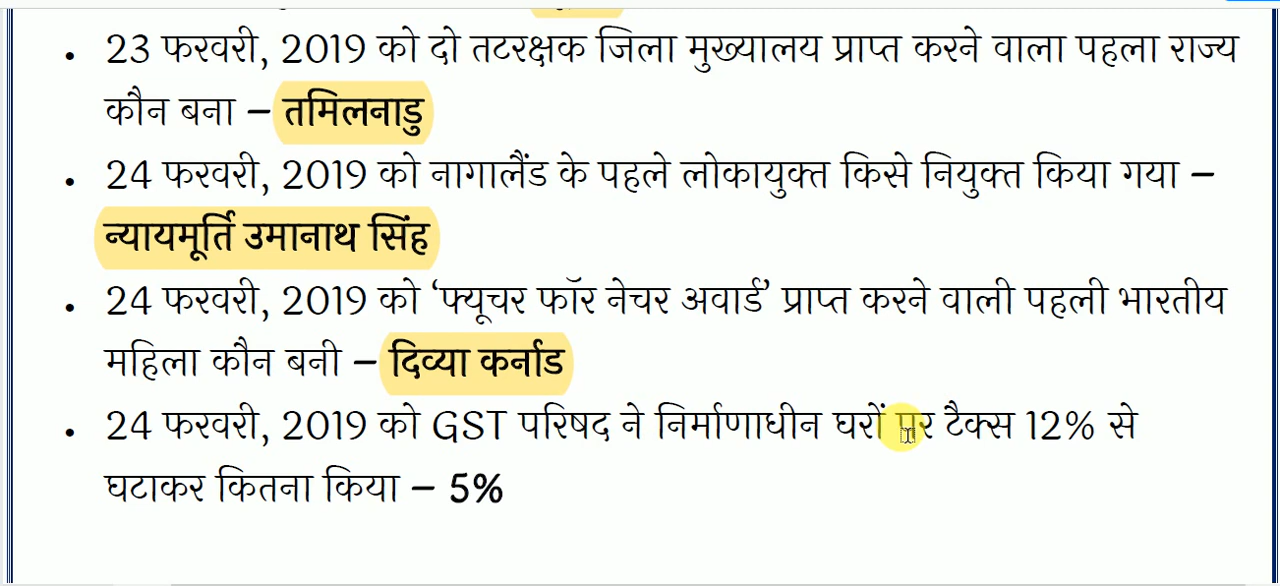 • 23 फरवरी, 2019 को दो तटरक्षक जिला मुख्यालय प्राप्त करने वाला पहला राज्य
कौन बना – तमिलनाडु
• 24 फरवरी, 2019 को नागालैंड के पहले लोकायुक्त किसे नियुक्त किया गया –
न्यायमूर्ति उमानाथ सिंह
• 24 फरवरी, 2019 को ‘फ्यूचर फॉर नेचर अवार्ड’ प्राप्त करने वाली पहली भारतीय
महिला कौन बनी – दिव्या कर्नाड
• 24 फरवरी, 2019 को GST परिषद ने निर्माणाधीन घरों पर टैक्स 12% से
घटाकर कितना किया – 5%